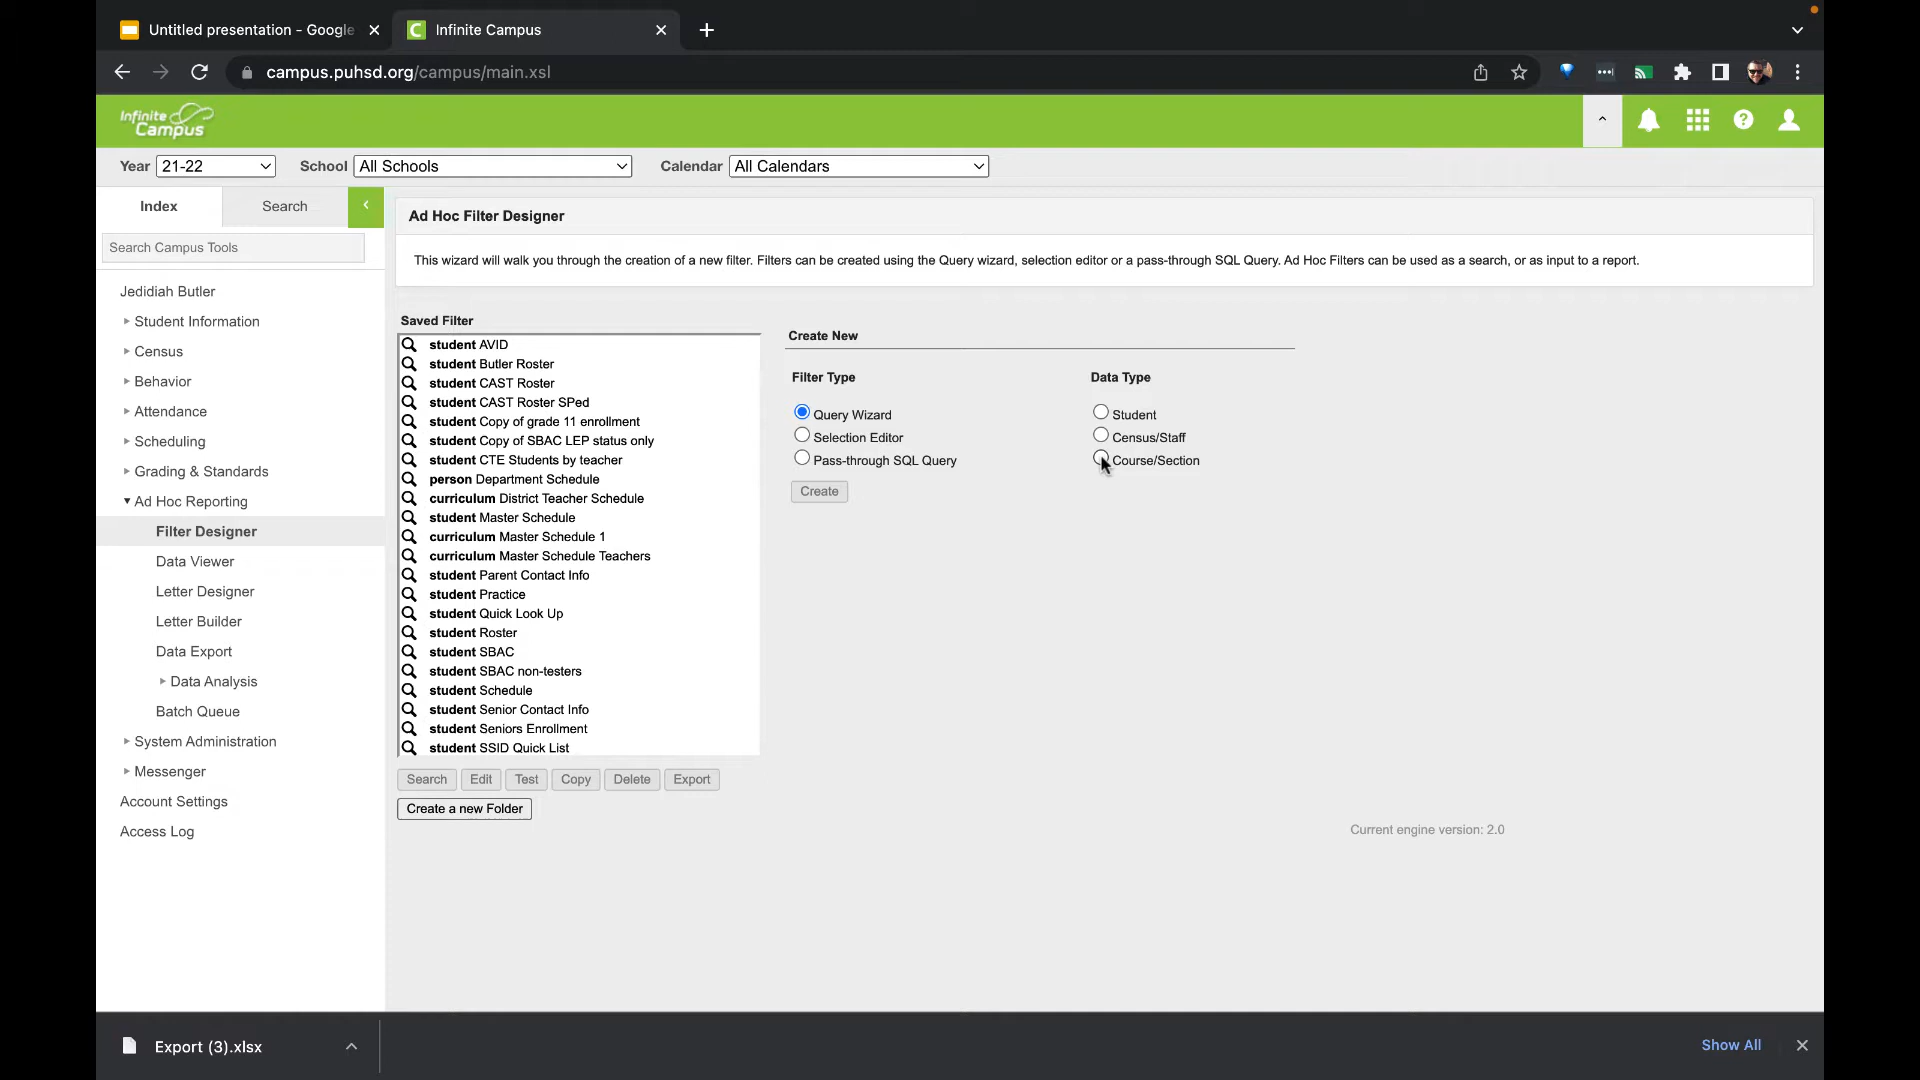 Untitled presentation - Google
Infinite Campus
campus.puhsd.org/campus/main.xsl
Infinite
Campus
Year 21-22 School All Schools Calendar All Calendars
Index Search
Search Campus Tools
Jedidiah Butler
Student Information
Census
Behavior
Attendance
Scheduling
Grading & Standards
Ad Hoc Reporting
Filter Designer
Data Viewer
Letter Designer
Letter Builder
Data Export
Data Analysis
Batch Queue
System Administration
Messenger
Account Settings
Access Log
Ad Hoc Filter Designer
This wizard will walk you through the creation of a new filter. Filters can be created using the Query wizard, selection editor or a pass-through SQL Query. Ad Hoc Filters can be used as a search, or as input to a report.
Saved Filter
student AVID
student Butler Roster
student CAST Roster
student CAST Roster SPed
student Copy of grade 11 enrollment
student Copy of SBAC LEP status only
student CTE Students by teacher
person Department Schedule
curriculum District Teacher Schedule
student Master Schedule
curriculum Master Schedule 1
curriculum Master Schedule Teachers
student Parent Contact Info
student Practice
student Quick Look Up
student Roster
student SBAC
student SBAC non-testers
student Schedule
student Senior Contact Info
student Seniors Enrollment
student SSID Quick List
Search Edit Test Copy Delete Export
Create a new Folder
Create New
Filter Type Data Type
Query Wizard Student
Selection Editor Census/Staff
Pass-through SQL Query Course/Section
Create
Current engine version: 2.0
Export (3).xlsx
Show All